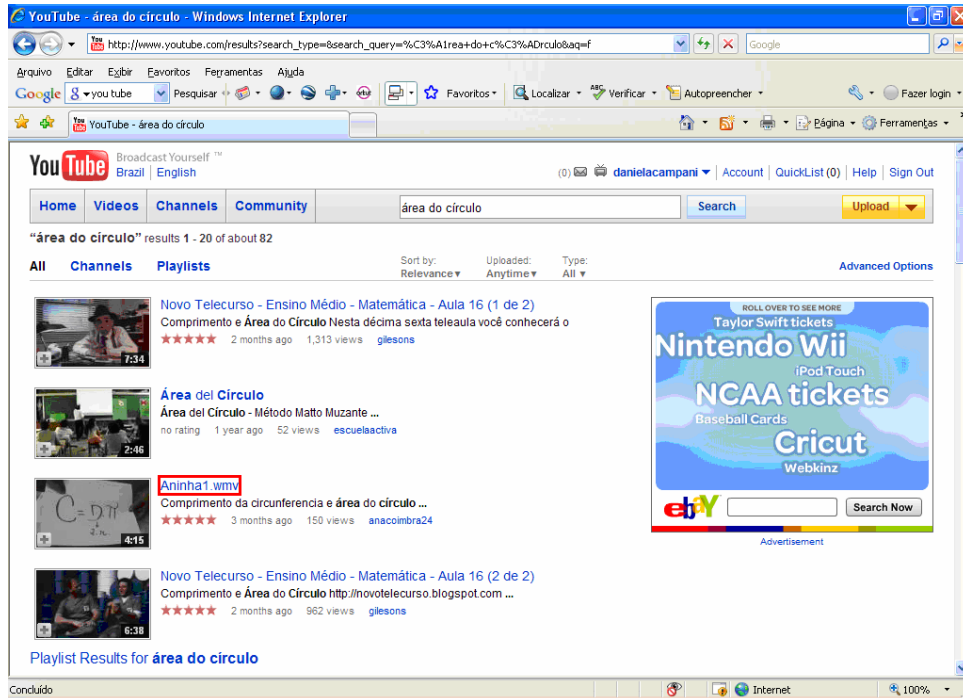 YouTube - área do círculo - Windows Internet Explorer
http://www.youtube.com/results?search_type=&search_query=%C3%A1rea+do+c%C3%ADrculo&aq=f
Google
Arquivo Editar Exibir Favoritos Ferramentas Ajuda
Google you tube Pesquisar Favoritos Localizar Verificar Autopreencher Fazer login
YouTube - área do círculo Página Ferramentas
You Tube Broadcast Yourself ™
Brazil | English
(0) danielacampani | Account | QuickList (0) | Help | Sign Out
Home Videos Channels Community área do círculo Search Upload
“área do círculo” results 1 - 20 of about 82
All Channels Playlists
Sort by: Uploaded: Type:
Relevance Anytime All
Advanced Options
Novo Telecurso - Ensino Médio - Matemática - Aula 16 (1 de 2)
Comprimento e Área do Círculo Nesta décima sexta teleaula você conhecerá o
2 months ago 1,313 views gilesons
7:34
Área del Círculo
Área del Círculo - Método Matto Muzante ...
no rating 1 year ago 52 views escuelaactiva
2:46
Aninha1.wmv
Comprimento da circunferencia e área do círculo ...
3 months ago 150 views anacoimbra24
C = D.π
2.r
4:15
Novo Telecurso - Ensino Médio - Matemática - Aula 16 (2 de 2)
Comprimento e Área do Círculo http://novotelecurso.blogspot.com ...
2 months ago 962 views gilesons
6:38
Playlist Results for área do círculo
ROLL OVER TO SEE MORE
Taylor Swift tickets
Nintendo Wii
iPod Touch
NCAA tickets
Baseball Cards
Cricut
Webkinz
ebaY Search Now
Advertisement
Concluído Internet 100%